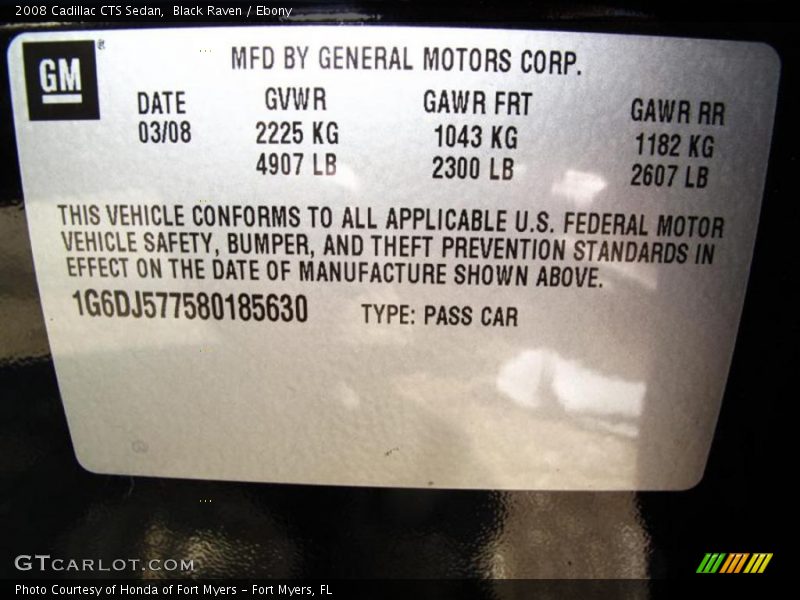 2008 Cadillac CTS Sedan, Black Raven / Ebony
GM®
MFD BY GENERAL MOTORS CORP.
DATE GVWR GAWR FRT GAWR RR
03/08 2225 KG 1043 KG 1182 KG
4907 LB 2300 LB 2607 LB
THIS VEHICLE CONFORMS TO ALL APPLICABLE U.S. FEDERAL MOTOR
VEHICLE SAFETY, BUMPER, AND THEFT PREVENTION STANDARDS IN
EFFECT ON THE DATE OF MANUFACTURE SHOWN ABOVE.
1G6DJ577580185630 TYPE: PASS CAR
GTCARLOT.COM
Photo Courtesy of Honda of Fort Myers - Fort Myers, FL